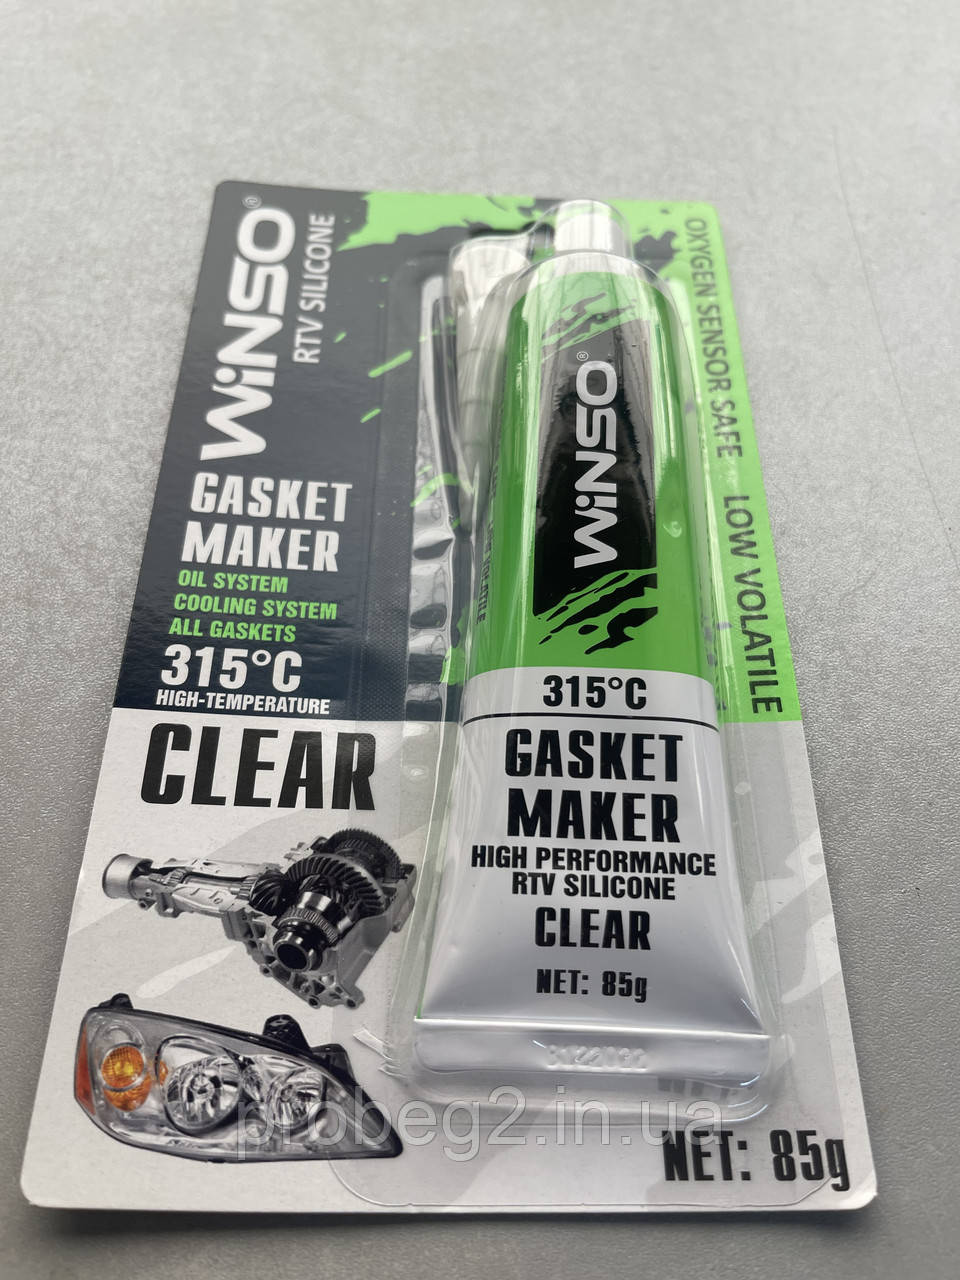 WINSO®
RTV SILICONE
GASKET
MAKER
OIL SYSTEM
COOLING SYSTEM
ALL GASKETS
315°C
HIGH-TEMPERATURE
CLEAR
OXYGEN SENSOR SAFE LOW VOLATILE
WINSO®
315°C
GASKET
MAKER
HIGH PERFORMANCE
RTV SILICONE
CLEAR
NET: 85g
probeg2.in.ua
NET: 85g